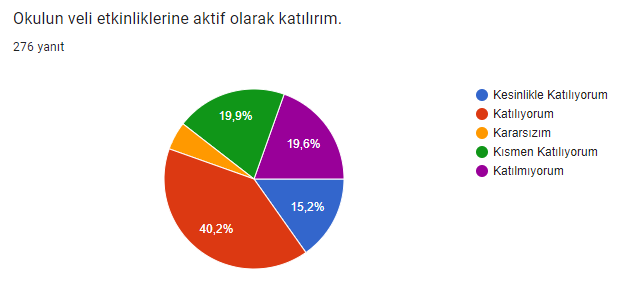 Okulun veli etkinliklerine aktif olarak katılırım.
276 yanıt
Kesinlikle Katılıyorum
Katılıyorum
Kararsızım
Kısmen Katılıyorum
Katılmıyorum
19,9%
19,6%
15,2%
40,2%